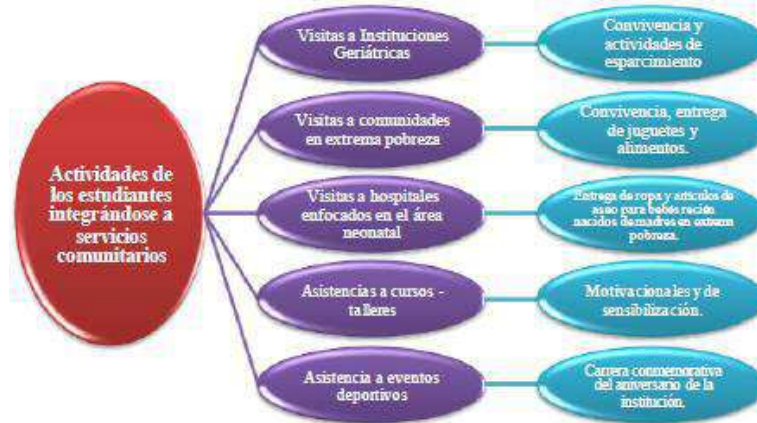 Actividades de
los estudiantes
integrándose a
servicios
comunitarios
Visitas a Instituciones
Geriátricas
Convivencia y
actividades de
esparcimiento
Visitas a comunidades
en extrema pobreza
Convivencia, entrega
de juguetes y
alimentos.
Visitas a hospitales
enfocados en el área
neonatal
Entrega de ropa y artículos de
aseo para bebés recién
nacidos de madres en extrema
pobreza.
Asistencias a cursos -
talleres
Motivacionales y de
sensibilización.
Asistencia a eventos
deportivos
Carrera conmemorativa
del aniversario de la
institución.